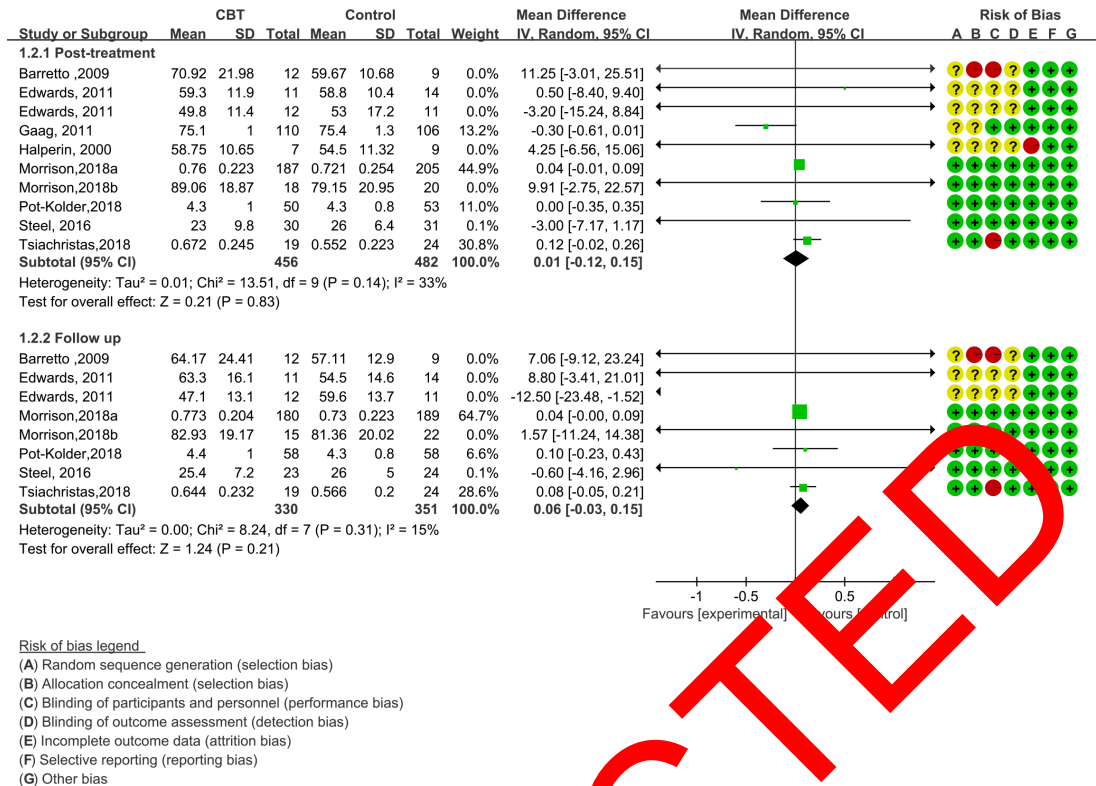 CBT Control Mean Difference Mean Difference Risk of Bias
Study or Subgroup Mean SD Total Mean SD Total Weight IV, Random, 95% CI IV, Random, 95% CI A B C D E F G
1.2.1 Post-treatment
Barretto ,2009 70.92 21.98 12 59.67 10.68 9 0.0% 11.25 [-3.01, 25.51] ? - - ? + + +
Edwards, 2011 59.3 11.9 11 58.8 10.4 14 0.0% 0.50 [-8.40, 9.40] ? ? ? ? + + +
Edwards, 2011 49.8 11.4 12 53 17.2 11 0.0% -3.20 [-15.24, 8.84] ? ? ? ? + + +
Gaag, 2011 75.1 1 110 75.4 1.3 106 13.2% -0.30 [-0.61, 0.01] ? ? + + + + +
Halperin, 2000 58.75 10.65 7 54.5 11.32 9 0.0% 4.25 [-6.56, 15.06] ? ? ? ? - + +
Morrison,2018a 0.76 0.223 187 0.721 0.254 205 44.9% 0.04 [-0.01, 0.09] + + + + + + +
Morrison,2018b 89.06 18.87 18 79.15 20.95 20 0.0% 9.91 [-2.75, 22.57] + + + + + + +
Pot-Kolder,2018 4.3 1 50 4.3 0.8 53 11.0% 0.00 [-0.35, 0.35] + + + + + + +
Steel, 2016 23 9.8 30 26 6.4 31 0.1% -3.00 [-7.17, 1.17] + + + + + + +
Tsiachristas,2018 0.672 0.245 19 0.552 0.223 24 30.8% 0.12 [-0.02, 0.26] + + - + + + +
Subtotal (95% CI) 456 482 100.0% 0.01 [-0.12, 0.15]
Heterogeneity: Tau² = 0.01; Chi² = 13.51, df = 9 (P = 0.14); I² = 33%
Test for overall effect: Z = 0.21 (P = 0.83)
1.2.2 Follow up
Barretto ,2009 64.17 24.41 12 57.11 12.9 9 0.0% 7.06 [-9.12, 23.24] ? - - ? + + +
Edwards, 2011 63.3 16.1 11 54.5 14.6 14 0.0% 8.80 [-3.41, 21.01] ? ? ? ? + + +
Edwards, 2011 47.1 13.1 12 59.6 13.7 11 0.0% -12.50 [-23.48, -1.52] ? ? ? ? + + +
Morrison,2018a 0.773 0.204 180 0.73 0.223 189 64.7% 0.04 [-0.00, 0.09] + + + + + + +
Morrison,2018b 82.93 19.17 15 81.36 20.02 22 0.0% 1.57 [-11.24, 14.38] + + + + + + +
Pot-Kolder,2018 4.4 1 58 4.3 0.8 58 6.6% 0.10 [-0.23, 0.43] + + + + +
Steel, 2016 25.4 7.2 23 26 5 24 0.1% -0.60 [-4.16, 2.96] + + + + +
Tsiachristas,2018 0.644 0.232 19 0.566 0.2 24 28.6% 0.08 [-0.05, 0.21] + + - + + +
Subtotal (95% CI) 330 351 100.0% 0.06 [-0.03, 0.15]
Heterogeneity: Tau² = 0.00; Chi² = 8.24, df = 7 (P = 0.31); I² = 15%
Test for overall effect: Z = 1.24 (P = 0.21)
-1 -0.5 0.5
Favours [experimental]
CTED
Risk of bias legend
(A) Random sequence generation (selection bias)
(B) Allocation concealment (selection bias)
(C) Blinding of participants and personnel (performance bias)
(D) Blinding of outcome assessment (detection bias)
(E) Incomplete outcome data (attrition bias)
(F) Selective reporting (reporting bias)
(G) Other bias